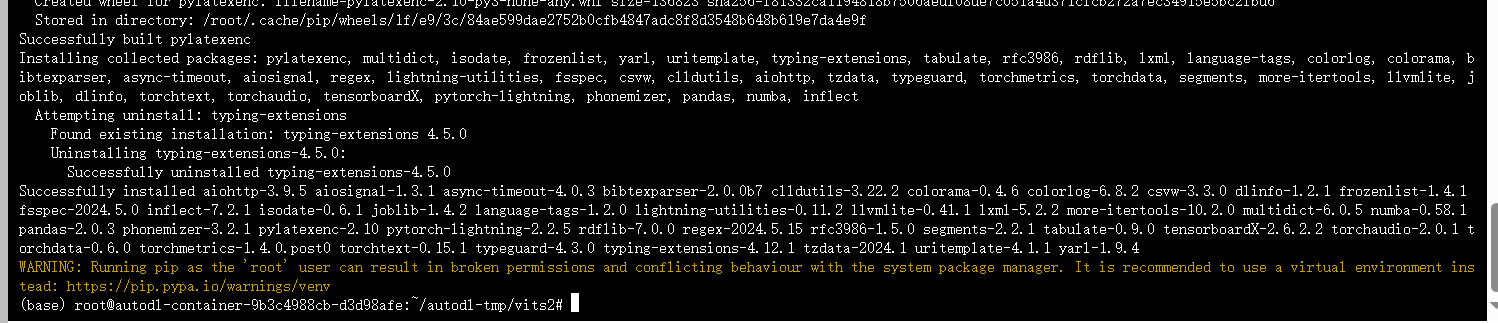 Stored in directory: /root/.cache/pip/wheels/1f/e9/3c/84ae599dae2752b0cfb4847adc8f8d3548b648b619e7da4e9f
Successfully built pylatexenc
Installing collected packages: pylatexenc, multidict, isodate, frozenlist, yarl, uritemplate, typing-extensions, tabulate, rfc3986, rdflib, lxml, language-tags, colorlog, colorama, b
ibtexparser, async-timeout, aiosignal, regex, lightning-utilities, fsspec, csvw, clldutils, aiohttp, tzdata, typeguard, torchmetrics, torchdata, segments, more-itertools, llvmlite, j
oblib, dlinfo, torchtext, torchaudio, tensorboardX, pytorch-lightning, phonemizer, pandas, numba, inflect
Attempting uninstall: typing-extensions
Found existing installation: typing-extensions 4.5.0
Uninstalling typing-extensions-4.5.0:
Successfully uninstalled typing-extensions-4.5.0
Successfully installed aiohttp-3.9.5 aiosignal-1.3.1 async-timeout-4.0.3 bibtexparser-2.0.0b7 clldutils-3.22.2 colorama-0.4.6 colorlog-6.8.2 csvw-3.3.0 dlinfo-1.2.1 frozenlist-1.4.1
fsspec-2024.5.0 inflect-7.2.1 isodate-0.6.1 joblib-1.4.2 language-tags-1.2.0 lightning-utilities-0.11.2 llvmlite-0.41.1 lxml-5.2.2 more-itertools-10.2.0 multidict-6.0.5 numba-0.58.1
pandas-2.0.3 phonemizer-3.2.1 pylatexenc-2.10 pytorch-lightning-2.2.5 rdflib-7.0.0 regex-2024.5.15 rfc3986-1.5.0 segments-2.2.1 tabulate-0.9.0 tensorboardX-2.6.2.2 torchaudio-2.0.1 t
orchdata-0.6.0 torchmetrics-1.4.0.post0 torchtext-0.15.1 typeguard-4.3.0 typing-extensions-4.12.1 tzdata-2024.1 uritemplate-4.1.1 yarl-1.9.4
WARNING: Running pip as the 'root' user can result in broken permissions and conflicting behaviour with the system package manager. It is recommended to use a virtual environment ins
tead: https://pip.pypa.io/warnings/venv
(base) root@autodl-container-9b3c4988cb-d3d98afe:~/autodl-tmp/vits2#